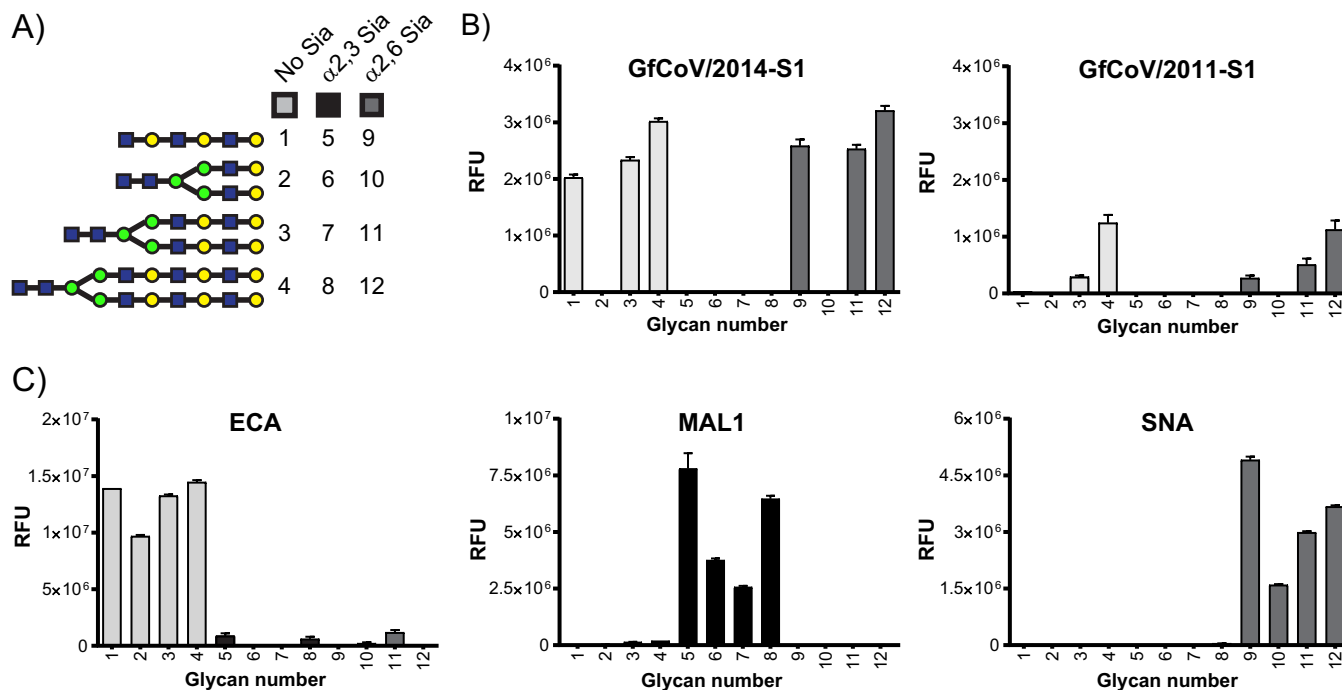 A)
No Sia
α2,3 Sia
α2,6 Sia
1 5 9
2 6 10
3 7 11
4 8 12
B)
GfCoV/2014-S1
4×10⁶
3×10⁶
2×10⁶
1×10⁶
0
RFU
1 2 3 4 5 6 7 8 9 10 11 12
Glycan number
GfCoV/2011-S1
4×10⁶
3×10⁶
2×10⁶
1×10⁶
0
RFU
1 2 3 4 5 6 7 8 9 10 11 12
Glycan number
C)
ECA
2×10⁷
1.5×10⁷
1×10⁷
5×10⁶
0
RFU
1 2 3 4 5 6 7 8 9 10 11 12
Glycan number
MAL1
1×10⁷
7.5×10⁶
5×10⁶
2.5×10⁶
0
RFU
1 2 3 4 5 6 7 8 9 10 11 12
Glycan number
SNA
6×10⁶
4.5×10⁶
3×10⁶
1.5×10⁶
0
RFU
1 2 3 4 5 6 7 8 9 10 11 12
Glycan number